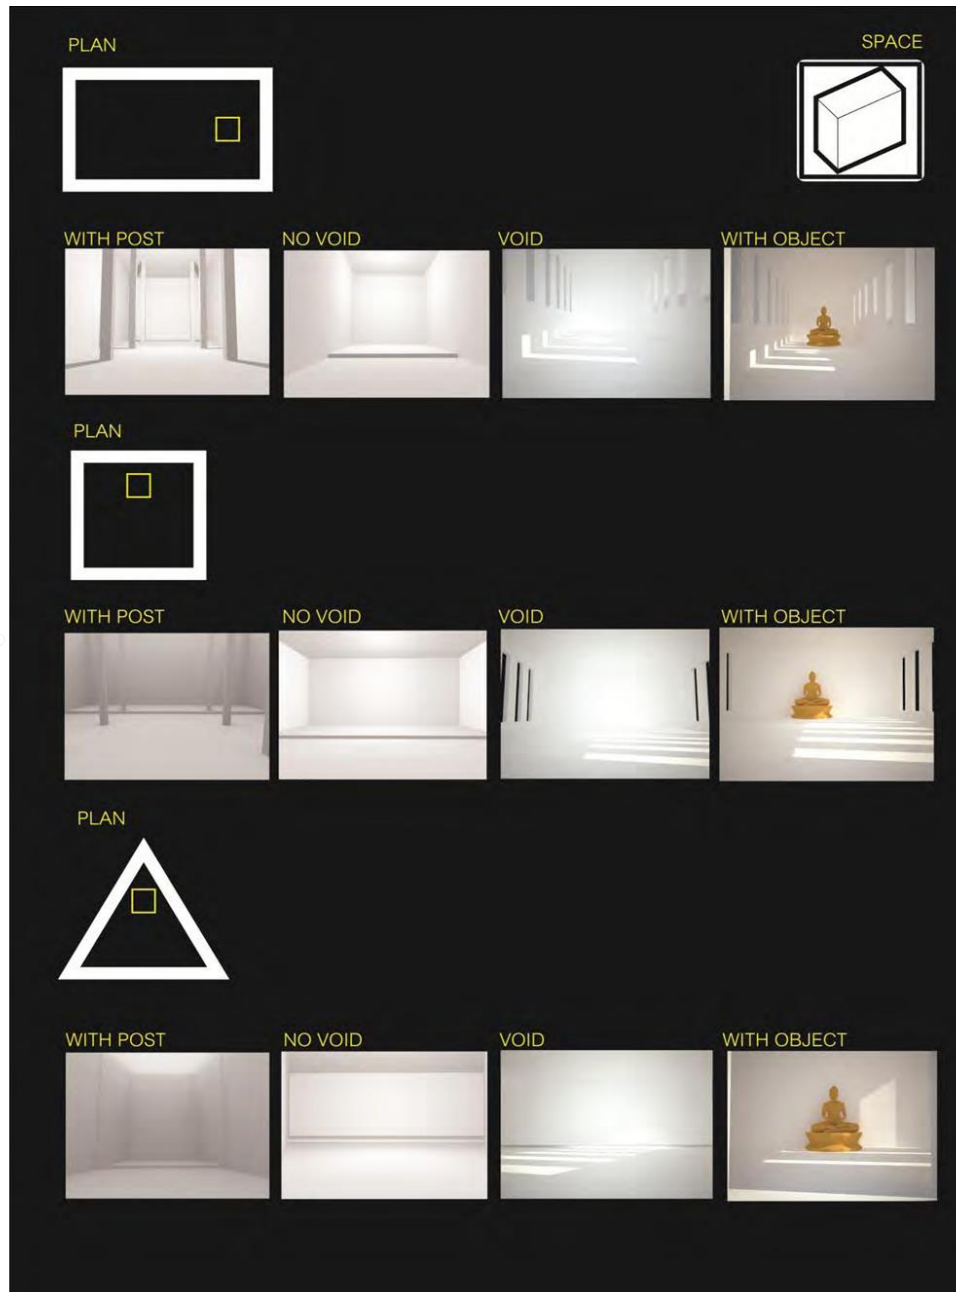 PLAN
SPACE
WITH POST
NO VOID
VOID
WITH OBJECT
PLAN
WITH POST
NO VOID
VOID
WITH OBJECT
PLAN
WITH POST
NO VOID
VOID
WITH OBJECT